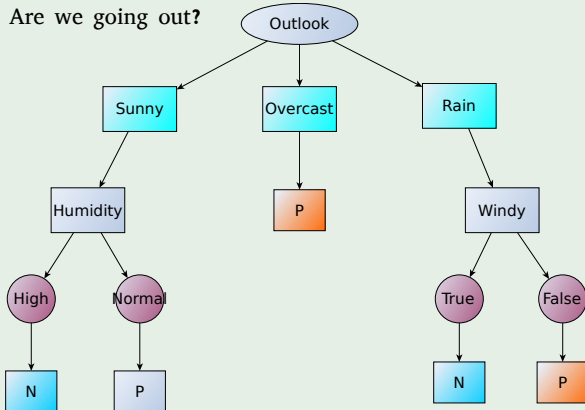 Are we going out?
Outlook
Sunny
Overcast
Rain
Humidity
P
Windy
High
Normal
True
False
N
P
N
P